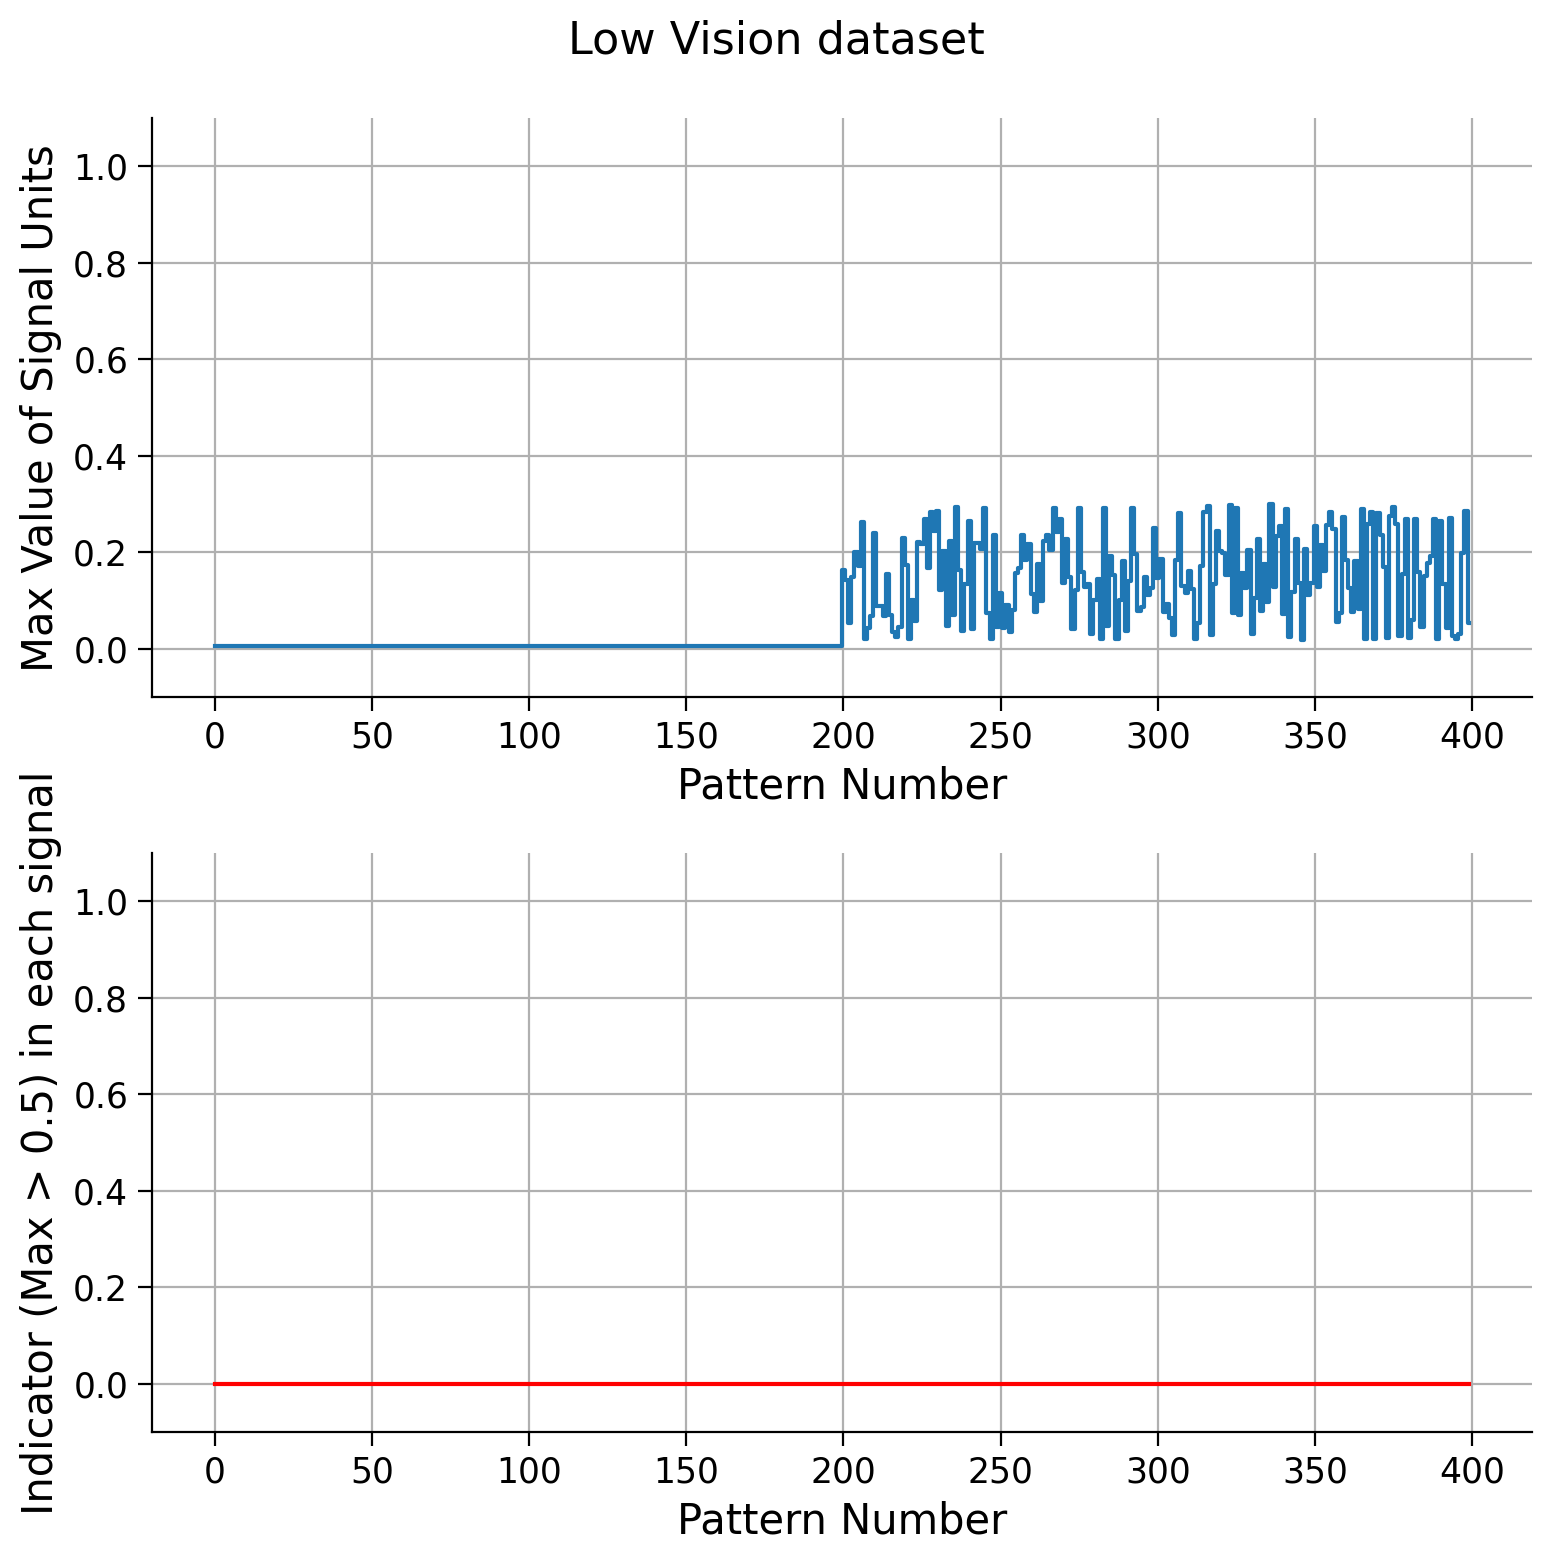 Low Vision dataset
Max Value of Signal Units
1.0
0.8
0.6
0.4
0.2
0.0
0 50 100 150 200 250 300 350 400
Pattern Number
Indicator (Max > 0.5) in each signal
1.0
0.8
0.6
0.4
0.2
0.0
0 50 100 150 200 250 300 350 400
Pattern Number